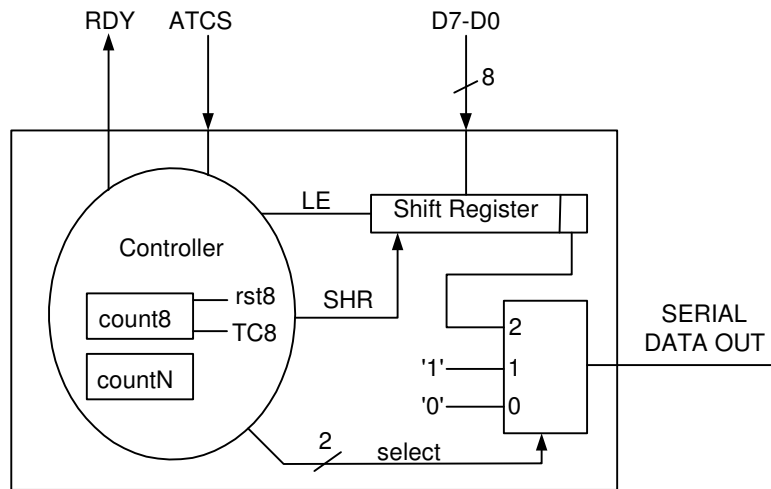 RDY ATCS D7-D0
8
LE
Shift Register
Controller
rst8
count8
TC8
SHR
countN
2
'1' 1
'0' 0
SERIAL
DATA OUT
2
select